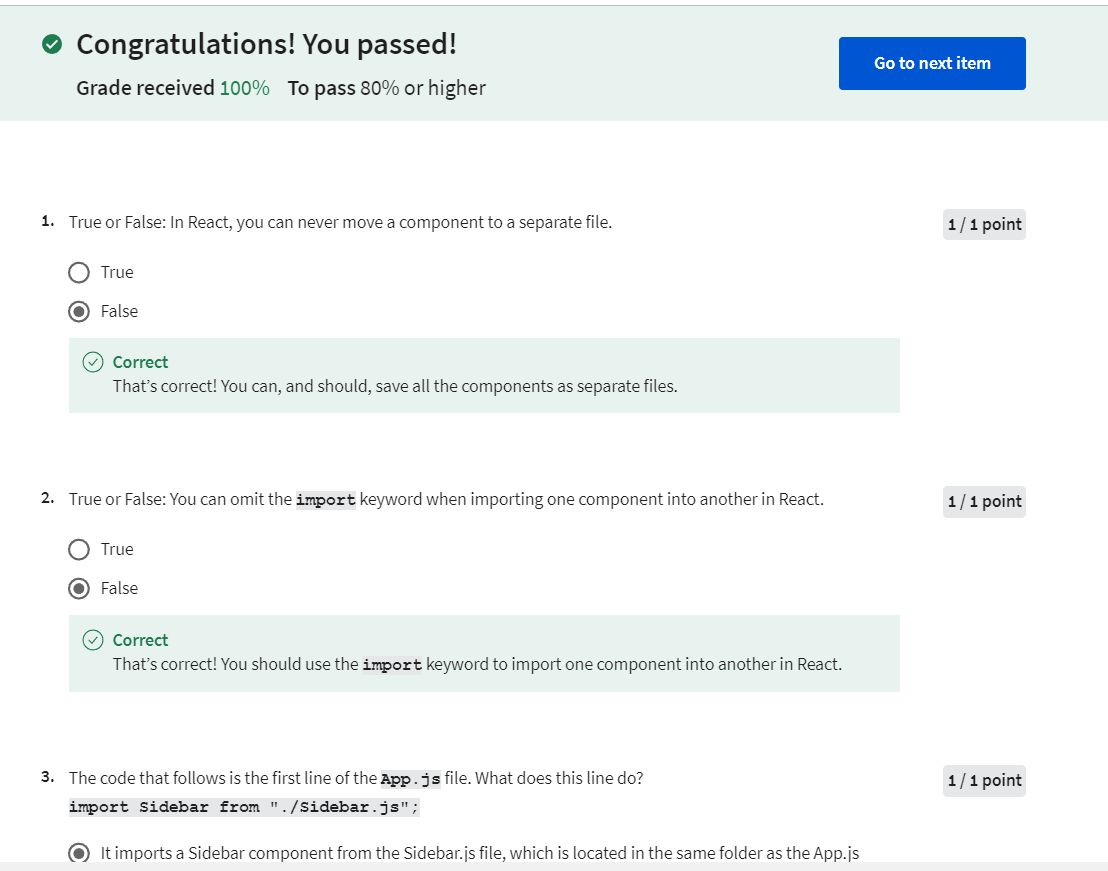 Congratulations! You passed!
Go to next item
Grade received 100% To pass 80% or higher
1. True or False: In React, you can never move a component to a separate file.
1 / 1 point
True
False
Correct
That’s correct! You can, and should, save all the components as separate files.
2. True or False: You can omit the import keyword when importing one component into another in React.
1 / 1 point
True
False
Correct
That’s correct! You should use the import keyword to import one component into another in React.
3. The code that follows is the first line of the App.js file. What does this line do?
1 / 1 point
import Sidebar from "./Sidebar.js";
It imports a Sidebar component from the Sidebar.js file, which is located in the same folder as the App.js